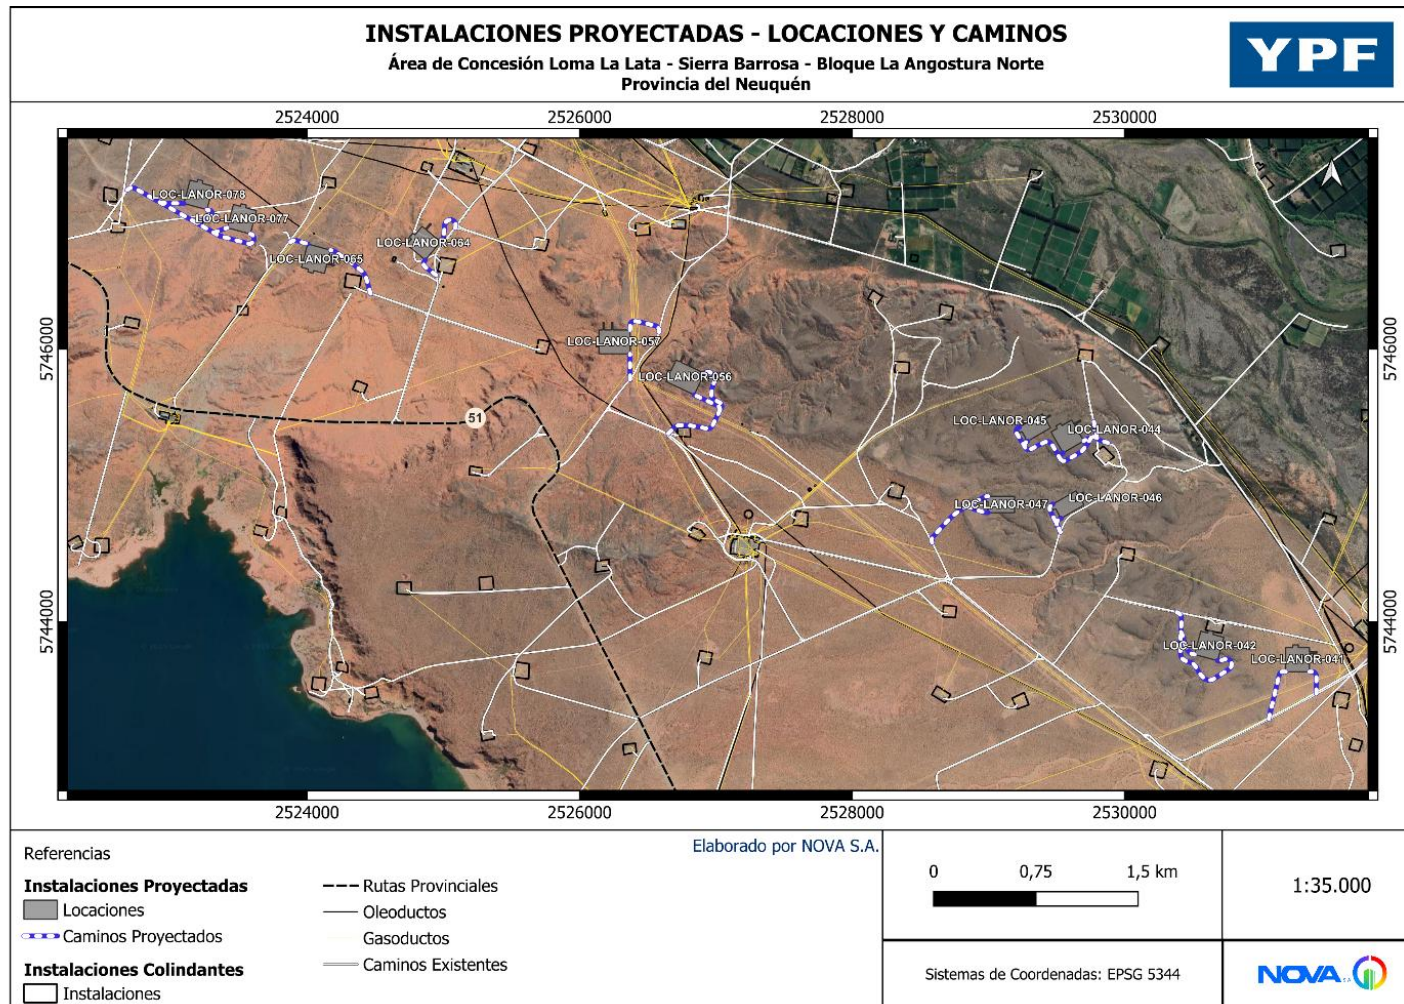 INSTALACIONES PROYECTADAS - LOCACIONES Y CAMINOS
Área de Concesión Loma La Lata - Sierra Barrosa - Bloque La Angostura Norte
Provincia del Neuquén
YPF
2524000
2526000
2528000
2530000
5746000
5746000
5744000
5744000
LOC-LANOR-078
LOC-LANOR-077
LOC-LANOR-065
LOC-LANOR-064
LOC-LANOR-057
LOC-LANOR-056
51
LOC-LANOR-045
LOC-LANOR-044
LOC-LANOR-047
LOC-LANOR-046
LOC-LANOR-042
LOC-LANOR-041
2524000
2526000
2528000
2530000
Referencias
Elaborado por NOVA S.A.
Instalaciones Proyectadas
Locaciones
Caminos Proyectados
Instalaciones Colindantes
Instalaciones
Rutas Provinciales
Oleoductos
Gasoductos
Caminos Existentes
0 0,75 1,5 km
1:35.000
Sistemas de Coordenadas: EPSG 5344
NOVA